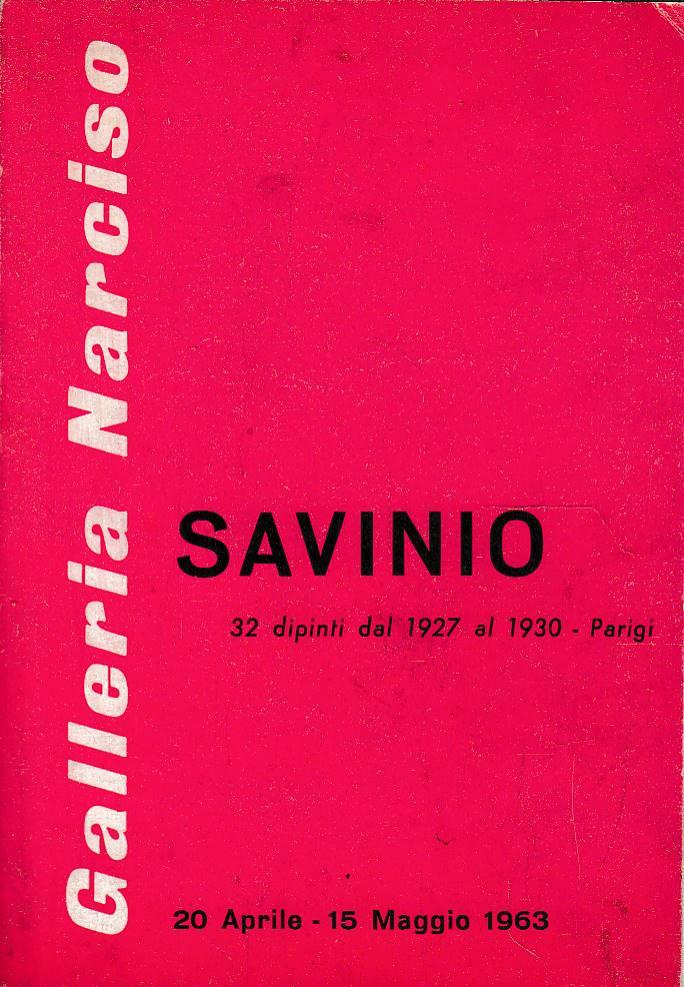 Galleria Narciso
SAVINIO
32 dipinti dal 1927 al 1930 - Parigi
20 Aprile - 15 Maggio 1963